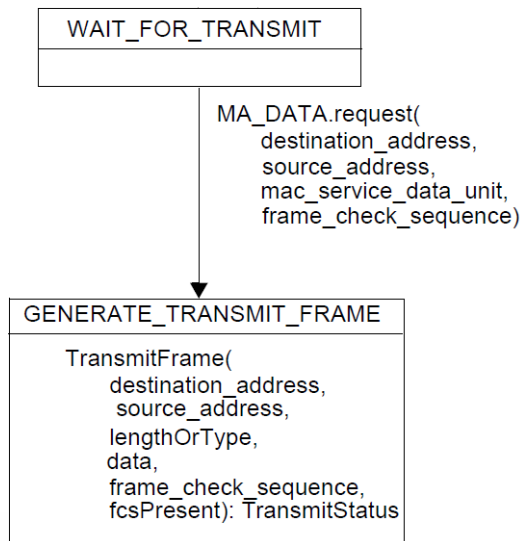 WAIT_FOR_TRANSMIT
MA_DATA.request(
destination_address,
source_address,
mac_service_data_unit,
frame_check_sequence)
GENERATE_TRANSMIT_FRAME
TransmitFrame(
destination_address,
source_address,
lengthOrType,
data,
frame_check_sequence,
fcsPresent): TransmitStatus